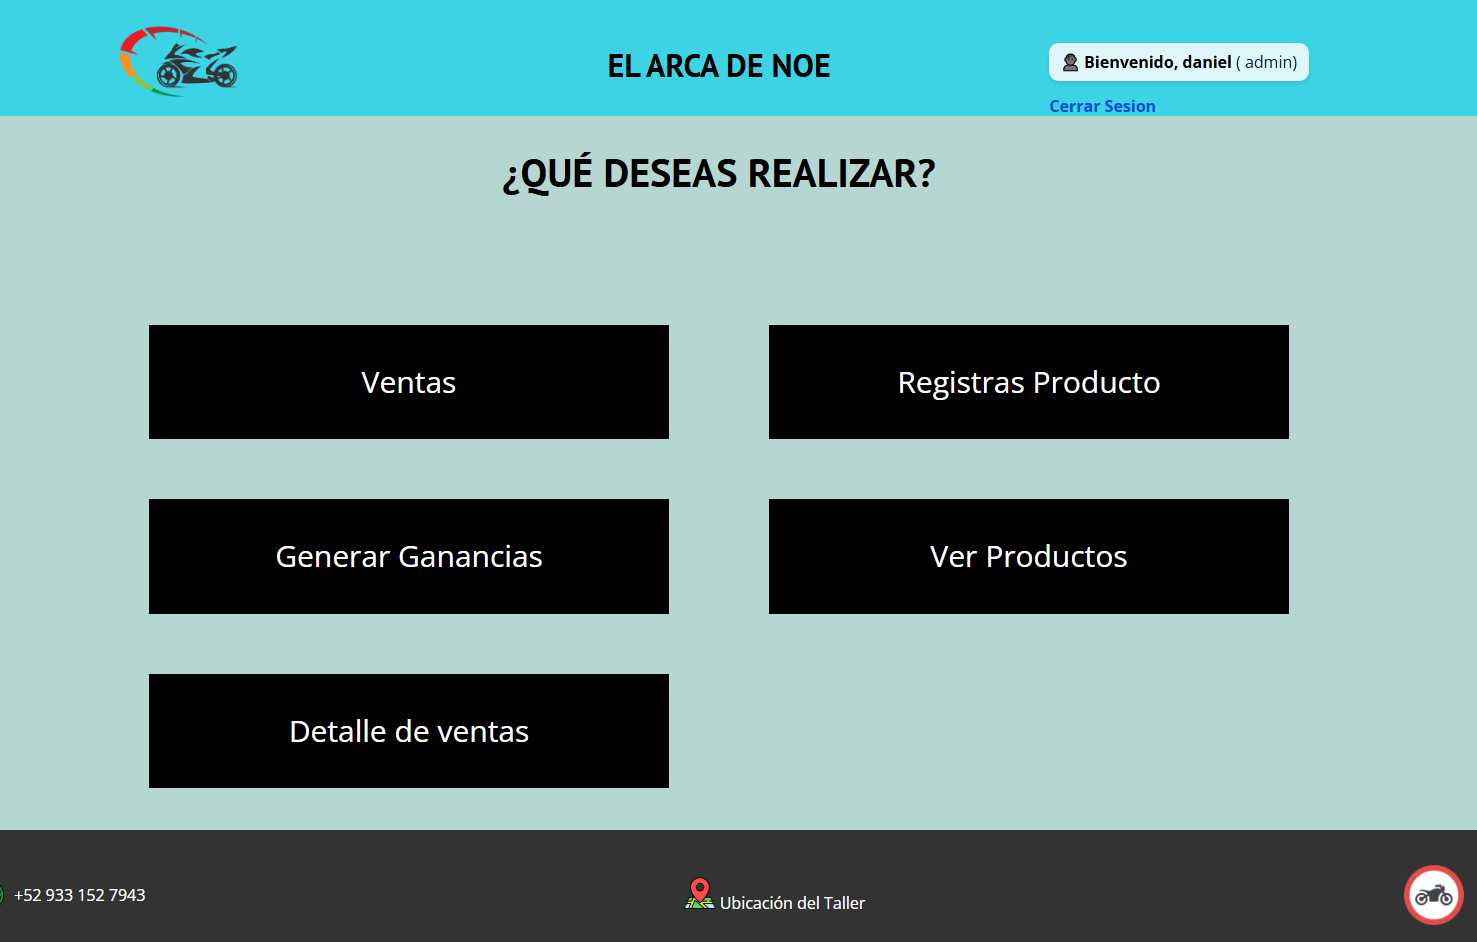 EL ARCA DE NOE
Bienvenido, daniel ( admin)
Cerrar Sesion
¿QUÉ DESEAS REALIZAR?
Ventas
Registras Producto
Generar Ganancias
Ver Productos
Detalle de ventas
+52 933 152 7943
Ubicación del Taller